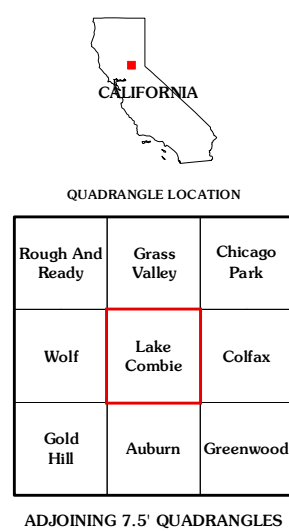 CALIFORNIA
QUADRANGLE LOCATION
Rough And
Ready
Grass
Valley
Chicago
Park
Wolf
Lake
Combie
Colfax
Gold
Hill
Auburn
Greenwood
ADJOINING 7.5' QUADRANGLES